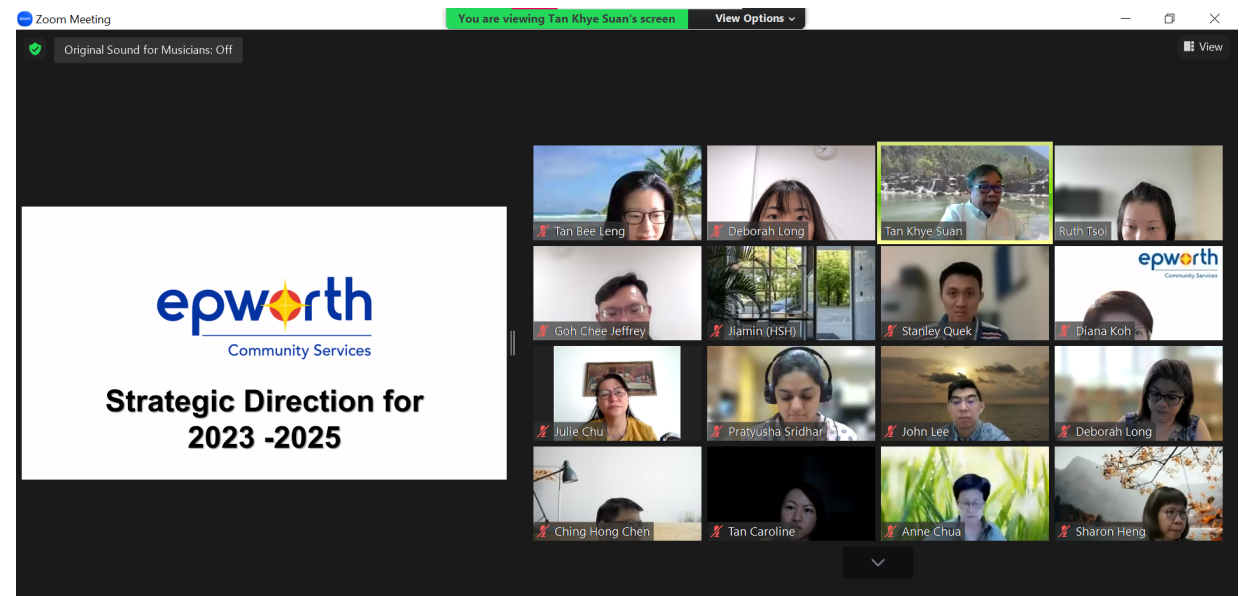 zoom
Zoom Meeting
You are viewing Tan Khye Suan's screen
View Options
Original Sound for Musicians: Off
View
epworth
Community Services
Strategic Direction for
2023 -2025
Tan Bee Leng
Deborah Long
Tan Khye Suan
Ruth Tsoi
Goh Chee Jeffrey
Jiamin (HSH)
Stanley Quek
epworth
Community Services
Diana Koh
Julie Chu
Pratyusha Sridhar
John Lee
Deborah Long
Ching Hong Chen
Tan Caroline
Anne Chua
Sharon Heng